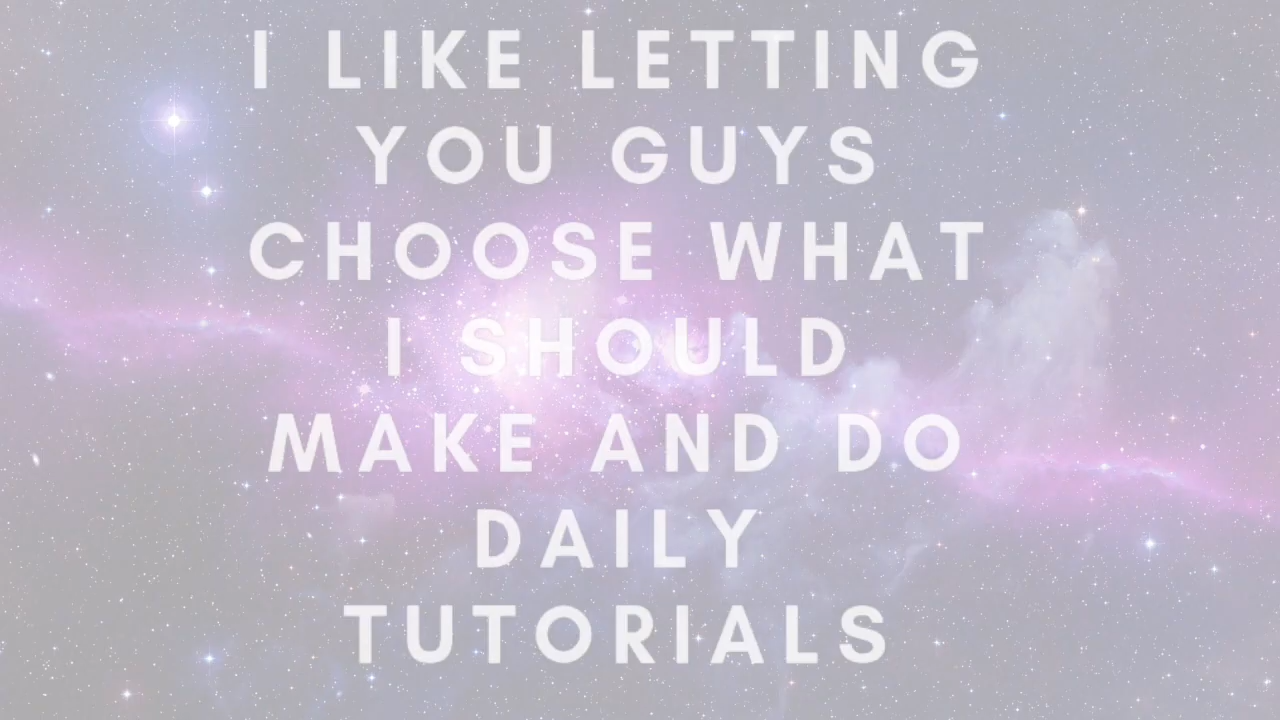 I LIKE LETTING
YOU GUYS
CHOOSE WHAT
I SHOULD
MAKE AND DO
DAILY
TUTORIALS